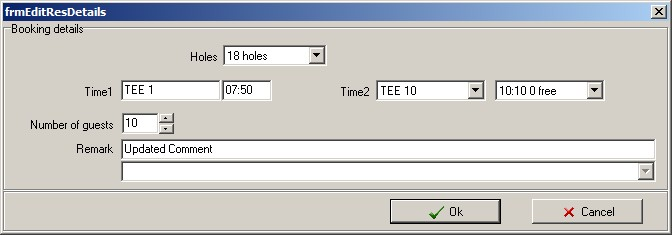 frmEditResDetails
Booking details
Holes 18 holes
Time1 TEE 1 07:50 Time2 TEE 10 10:10 0 free
Number of guests 10
Remark Updated Comment
Ok Cancel